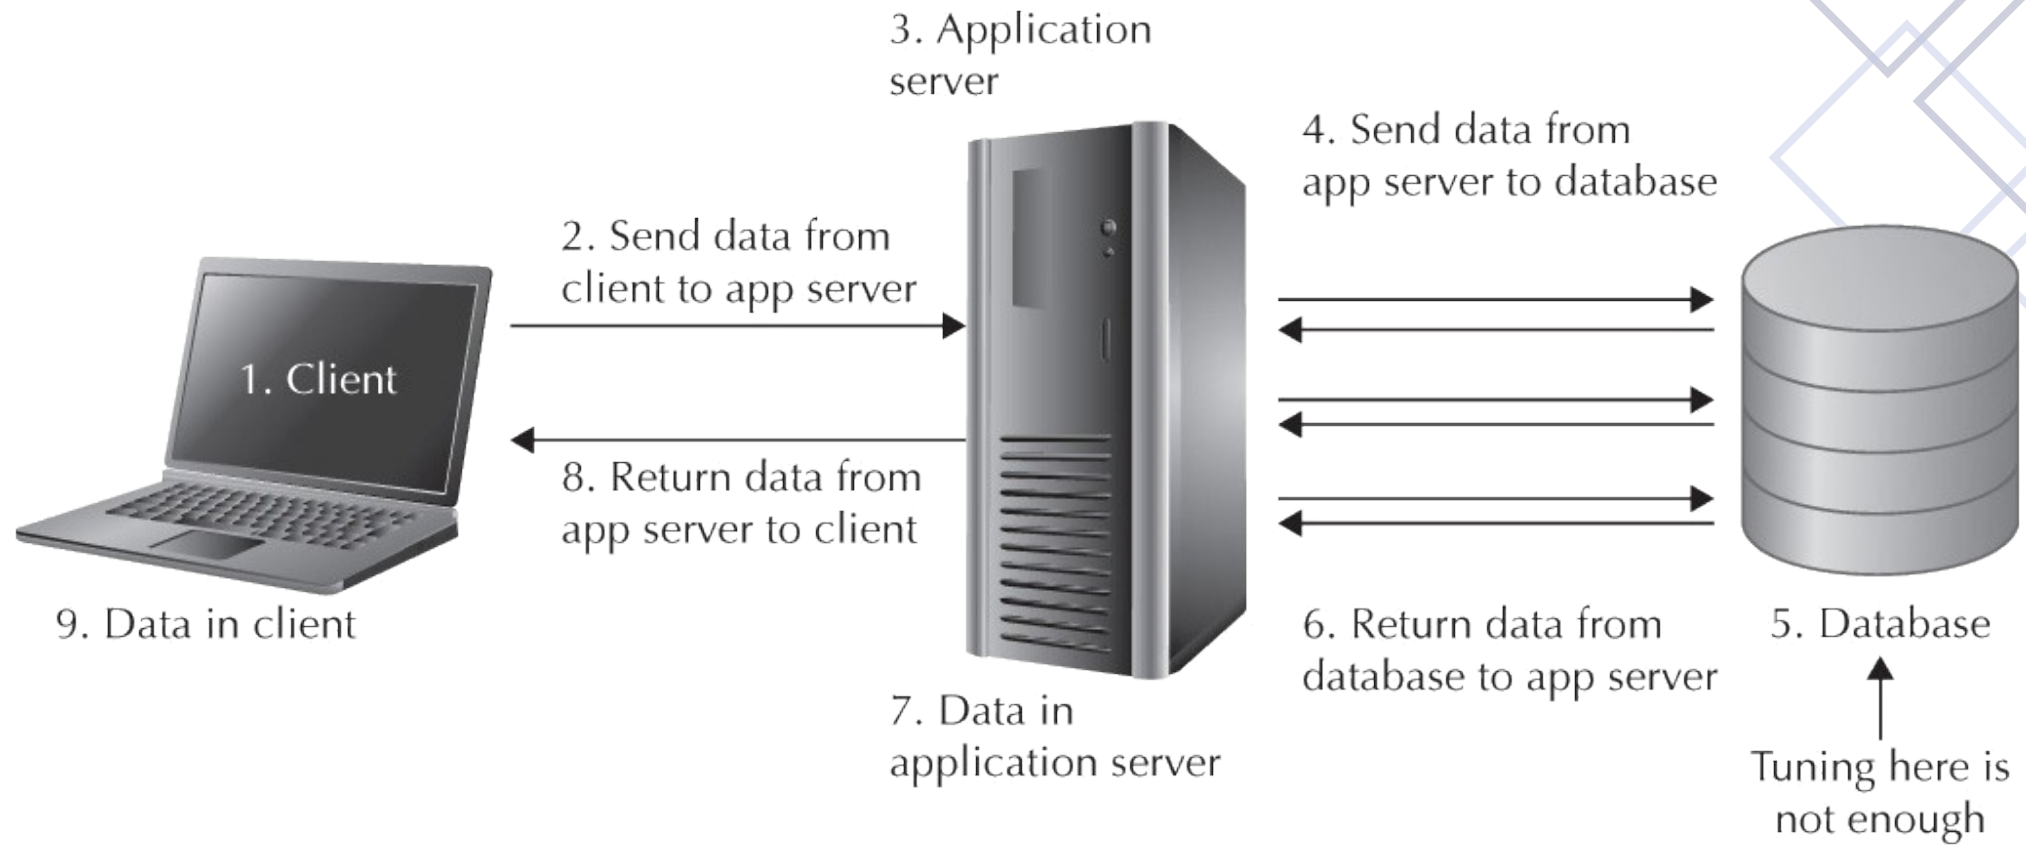 3. Application
server
4. Send data from
app server to database
2. Send data from
client to app server
1. Client
8. Return data from
app server to client
9. Data in client
6. Return data from
database to app server
5. Database
7. Data in
application server
Tuning here is
not enough